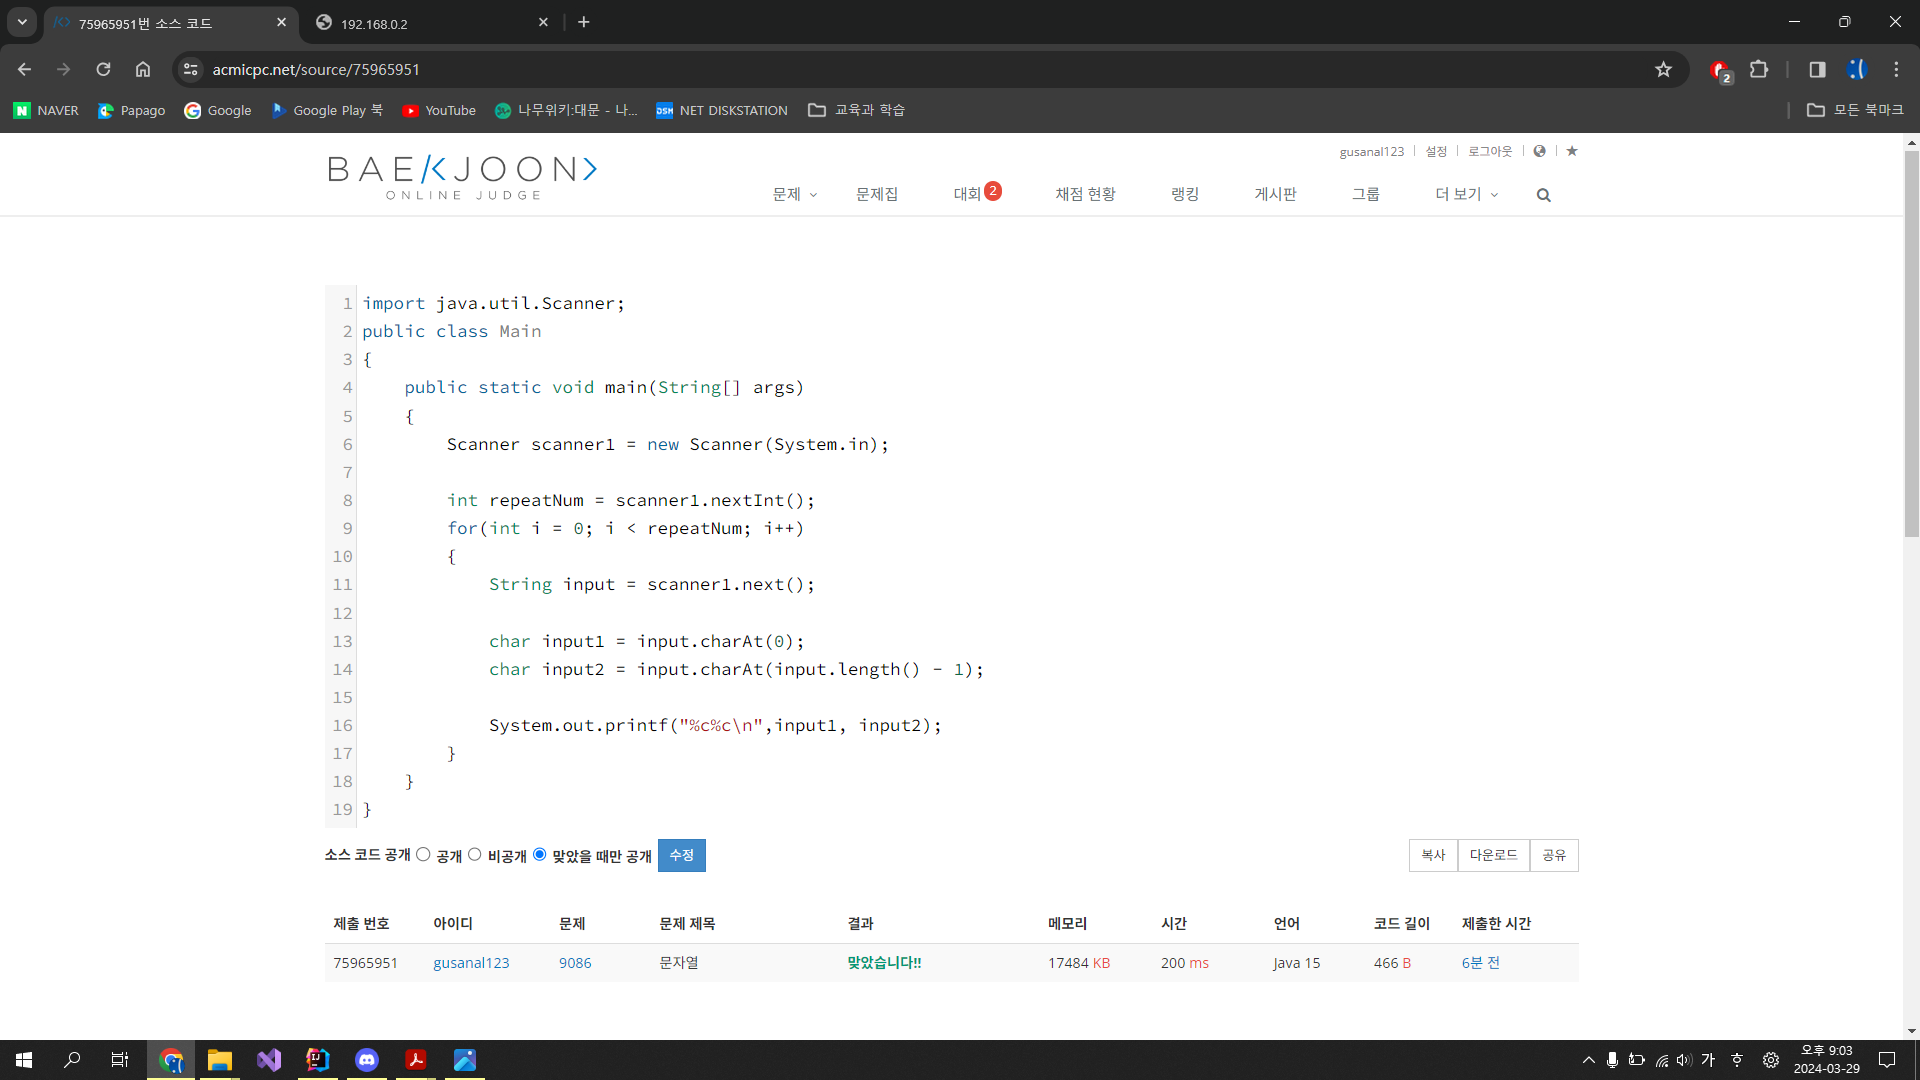 75965951번 소스 코드
192.168.0.2
acmicpc.net/source/75965951
2
NAVER
Papago
Google
Google Play 북
YouTube
나무위키:대문 - 나...
DSM NET DISKSTATION
교육과 학습
모든 북마크
gusanal123 설정 로그아웃
BAEKJOON>
ONLINE JUDGE
문제 문제집 대회 2 채점 현황 랭킹 게시판 그룹 더 보기
1 import java.util.Scanner;
2 public class Main
3 {
4     public static void main(String[] args)
5     {
6         Scanner scanner1 = new Scanner(System.in);
7
8         int repeatNum = scanner1.nextInt();
9         for(int i = 0; i < repeatNum; i++)
10         {
11             String input = scanner1.next();
12
13             char input1 = input.charAt(0);
14             char input2 = input.charAt(input.length() - 1);
15
16             System.out.printf("%c%c\n",input1, input2);
17         }
18     }
19 }
소스 코드 공개 공개 비공개 맞았을 때만 공개 수정 복사 다운로드 공유
제출 번호 아이디 문제 문제 제목 결과 메모리 시간 언어 코드 길이 제출한 시간
75965951 gusanal123 9086 문자열 맞았습니다!! 17484 KB 200 ms Java 15 466 B 6분 전
가 후 오후 9:03
2024-03-29